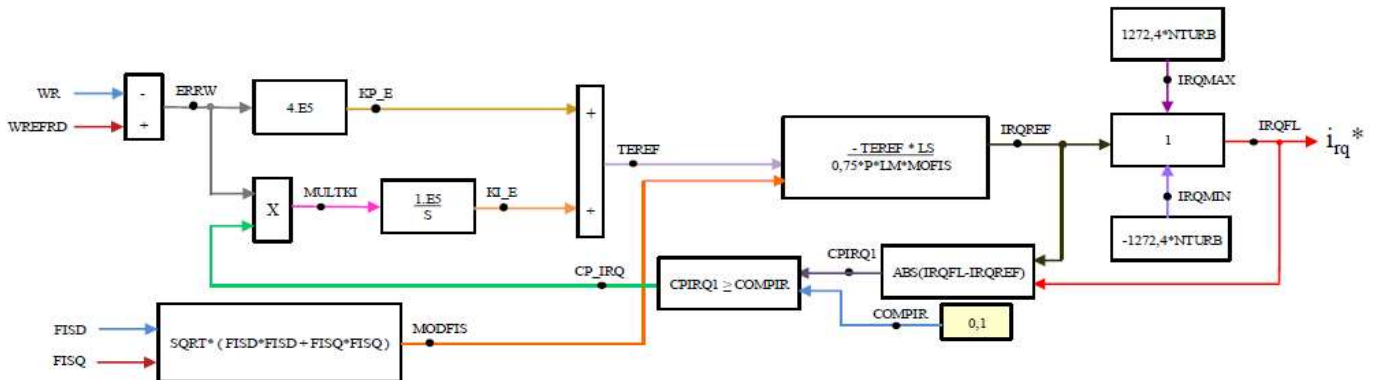 1272,4*NTURB
IRQMAX
WR
-
ERRW
4.E5
KP_E
+
WREFRD
+
TEREF
- TEREF * LS
0,75*P*LM*MOFIS
IRQREF
1
IRQFL
i_rq*
X
MULTKI
1.E5
S
KI_E
+
IRQMIN
-1272,4*NTURB
CP_IRQ
CPIRQ1 ≥ COMPIR
CPIRQ1
ABS(IRQFL-IRQREF)
COMPIR
0,1
FISD
SQRT* ( FISD*FISD + FISQ*FISQ )
MODFIS
FISQ